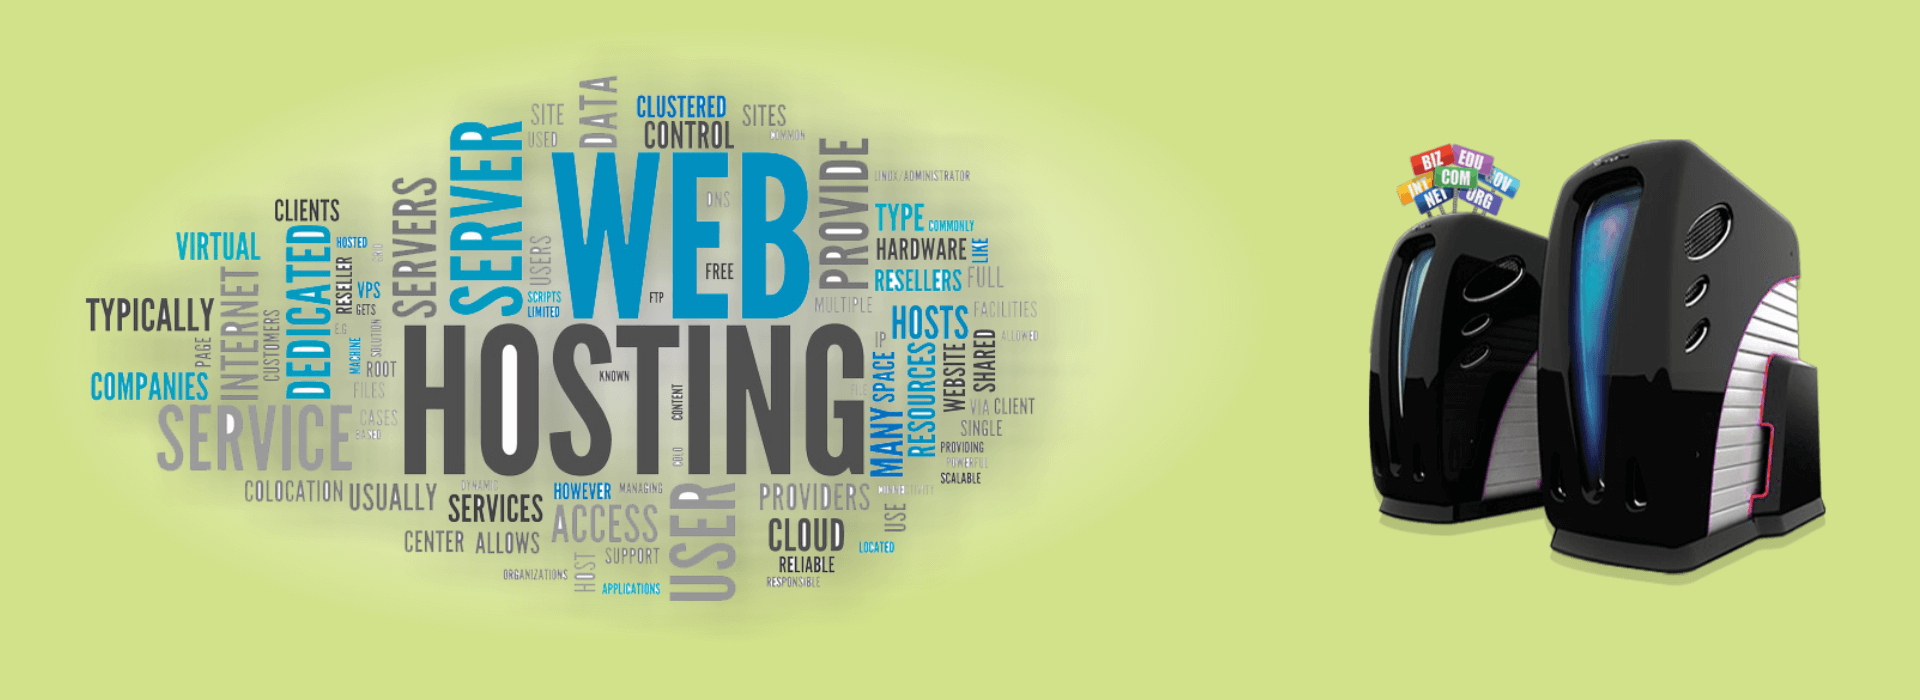 DATA
SITE
CLUSTERED
SITES
USED
CONTROL
COMMON
SERVER
WEB
PROVIDE
DNS
LINUX/ADMINISTRATOR
SERVERS
CLIENTS
TYPE
COMMONLY
VIRTUAL
DEDICATED
HOSTED
USERS
HARDWARE
LIKE
INTERNET
RESELLER
VPS
GETS
FREE
RESELLERS
FULL
TYPICALLY
SCRIPTS
LIMITED
FTP
MULTIPLE
HOSTS
FACILITIES
CUSTOMERS
E.G
SOLUTION
PAGE
MACHINE
ROOT
HOSTING
IP
ALLOWED
COMPANIES
FILES
KNOWN
SPACE
RESOURCES
WEBSITE
SHARED
SERVICE
CASES
BASED
CONTENT
MANY
VIA
CLIENT
SINGLE
COLO
PROVIDING
POWERFUL
SCALABLE
COLOCATION
USUALLY
DYNAMIC
SERVICES
HOWEVER
MANAGING
USER
PROVIDERS
USE
ACCESS
CENTER
ALLOWS
CLOUD
LOCATED
HOST
SUPPORT
RELIABLE
ORGANIZATIONS
APPLICATIONS
RESPONSIBLE
BIZ
EDU
INT
COM
OV
NET
ORG